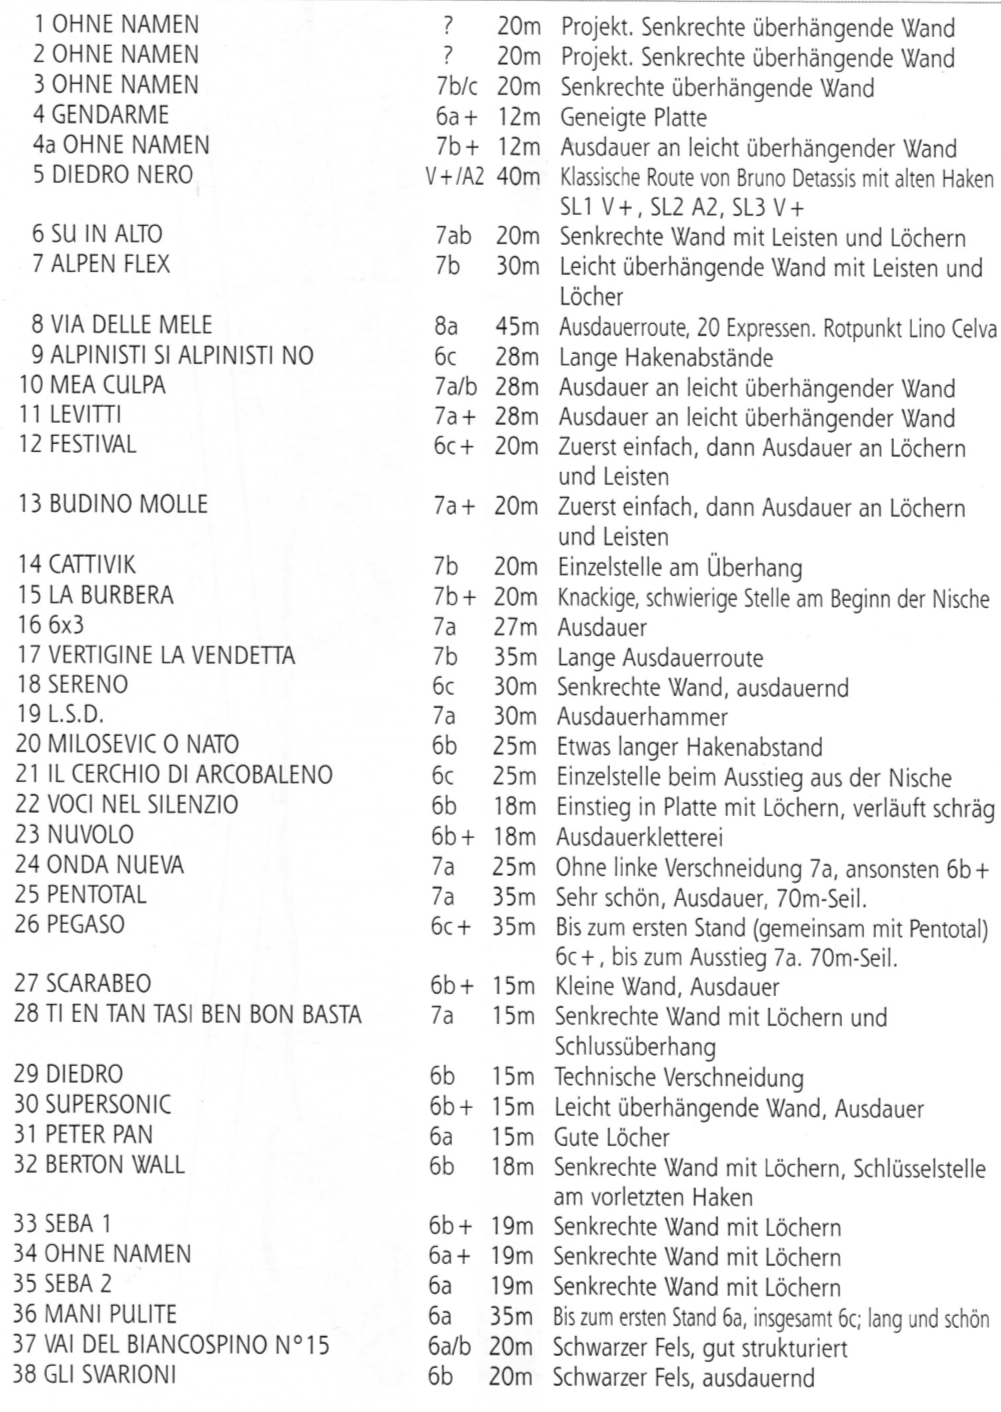 1 OHNE NAMEN ? 20m Projekt. Senkrechte überhängende Wand
2 OHNE NAMEN ? 20m Projekt. Senkrechte überhängende Wand
3 OHNE NAMEN 7b/c 20m Senkrechte überhängende Wand
4 GENDARME 6a+ 12m Geneigte Platte
4a OHNE NAMEN 7b+ 12m Ausdauer an leicht überhängender Wand
5 DIEDRO NERO V+/A2 40m Klassische Route von Bruno Detassis mit alten Haken
SL1 V+, SL2 A2, SL3 V+
6 SU IN ALTO 7ab 20m Senkrechte Wand mit Leisten und Löchern
7 ALPEN FLEX 7b 30m Leicht überhängende Wand mit Leisten und
Löcher
8 VIA DELLE MELE 8a 45m Ausdauerroute, 20 Expressen. Rotpunkt Lino Celva
9 ALPINISTI SI ALPINISTI NO 6c 28m Lange Hakenabstände
10 MEA CULPA 7a/b 28m Ausdauer an leicht überhängender Wand
11 LEVITTI 7a+ 28m Ausdauer an leicht überhängender Wand
12 FESTIVAL 6c+ 20m Zuerst einfach, dann Ausdauer an Löchern
und Leisten
13 BUDINO MOLLE 7a+ 20m Zuerst einfach, dann Ausdauer an Löchern
und Leisten
14 CATTIVIK 7b 20m Einzelstelle am Überhang
15 LA BURBERA 7b+ 20m Knackige, schwierige Stelle am Beginn der Nische
16 6x3 7a 27m Ausdauer
17 VERTIGINE LA VENDETTA 7b 35m Lange Ausdauerroute
18 SERENO 6c 30m Senkrechte Wand, ausdauernd
19 L.S.D. 7a 30m Ausdauerhammer
20 MILOSEVIC O NATO 6b 25m Etwas langer Hakenabstand
21 IL CERCHIO DI ARCOBALENO 6c 25m Einzelstelle beim Ausstieg aus der Nische
22 VOCI NEL SILENZIO 6b 18m Einstieg in Platte mit Löchern, verläuft schräg
23 NUVOLO 6b+ 18m Ausdauerkletterei
24 ONDA NUEVA 7a 25m Ohne linke Verschneidung 7a, ansonsten 6b+
25 PENTOTAL 7a 35m Sehr schön, Ausdauer, 70m-Seil.
26 PEGASO 6c+ 35m Bis zum ersten Stand (gemeinsam mit Pentotal)
6c+, bis zum Ausstieg 7a. 70m-Seil.
27 SCARABEO 6b+ 15m Kleine Wand, Ausdauer
28 TI EN TAN TASI BEN BON BASTA 7a 15m Senkrechte Wand mit Löchern und
Schlussüberhang
29 DIEDRO 6b 15m Technische Verschneidung
30 SUPERSONIC 6b+ 15m Leicht überhängende Wand, Ausdauer
31 PETER PAN 6a 15m Gute Löcher
32 BERTON WALL 6b 18m Senkrechte Wand mit Löchern, Schlüsselstelle
am vorletzten Haken
33 SEBA 1 6b+ 19m Senkrechte Wand mit Löchern
34 OHNE NAMEN 6a+ 19m Senkrechte Wand mit Löchern
35 SEBA 2 6a 19m Senkrechte Wand mit Löchern
36 MANI PULITE 6a 35m Bis zum ersten Stand 6a, insgesamt 6c; lang und schön
37 VAI DEL BIANCOSPINO N°15 6a/b 20m Schwarzer Fels, gut strukturiert
38 GLI SVARIONI 6b 20m Schwarzer Fels, ausdauernd